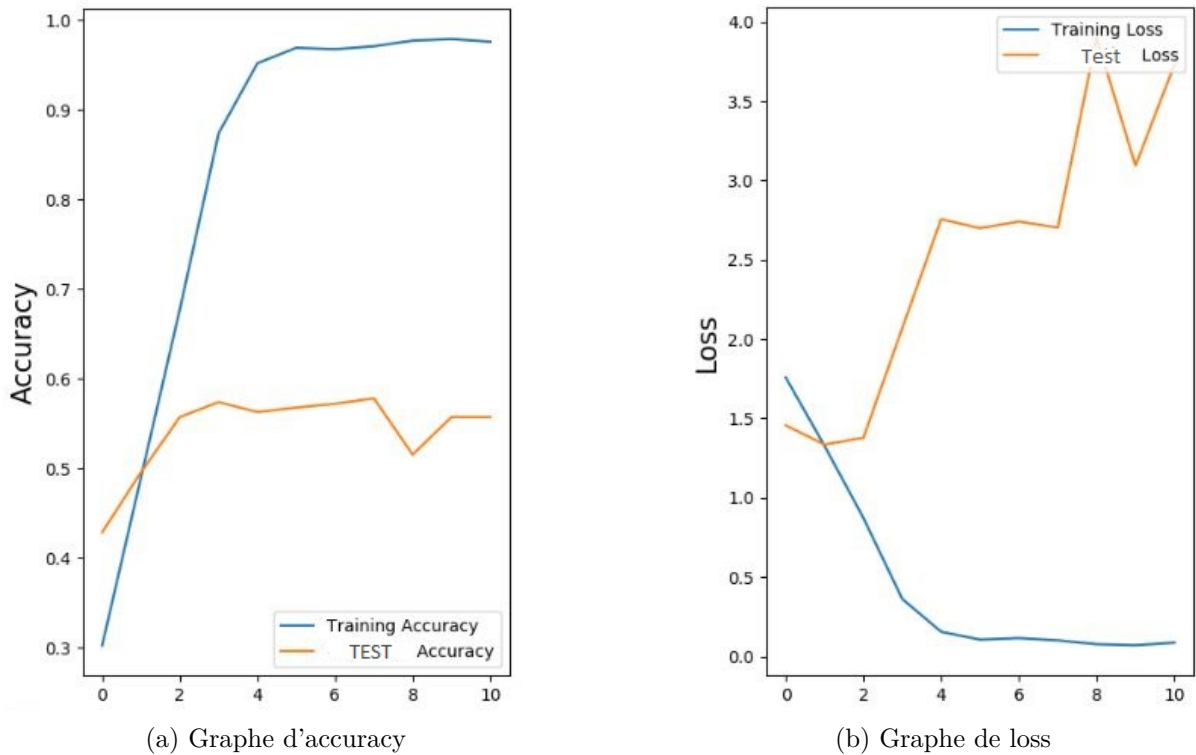 1.0
0.9
0.8
0.7
0.6
0.5
0.4
0.3
Accuracy
Training Accuracy
TEST Accuracy
0 2 4 6 8 10
(a) Graphe d'accuracy
4.0
3.5
3.0
2.5
2.0
1.5
1.0
0.5
0.0
Loss
Training Loss
Test Loss
0 2 4 6 8 10
(b) Graphe de loss